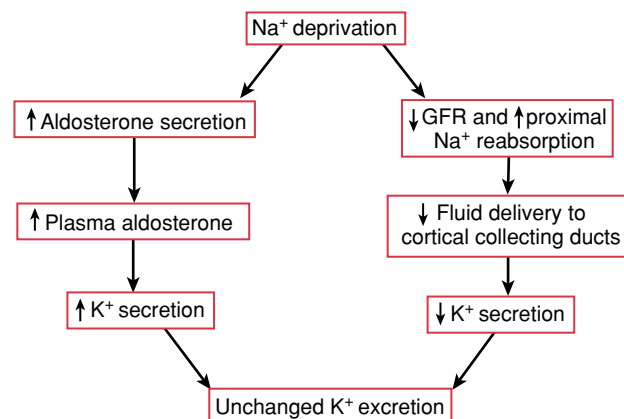 Na⁺ deprivation
↑ Aldosterone secretion
↓ GFR and ↑ proximal
Na⁺ reabsorption
↑ Plasma aldosterone
↓ Fluid delivery to
cortical collecting ducts
↑ K⁺ secretion
↓ K⁺ secretion
Unchanged K⁺ excretion